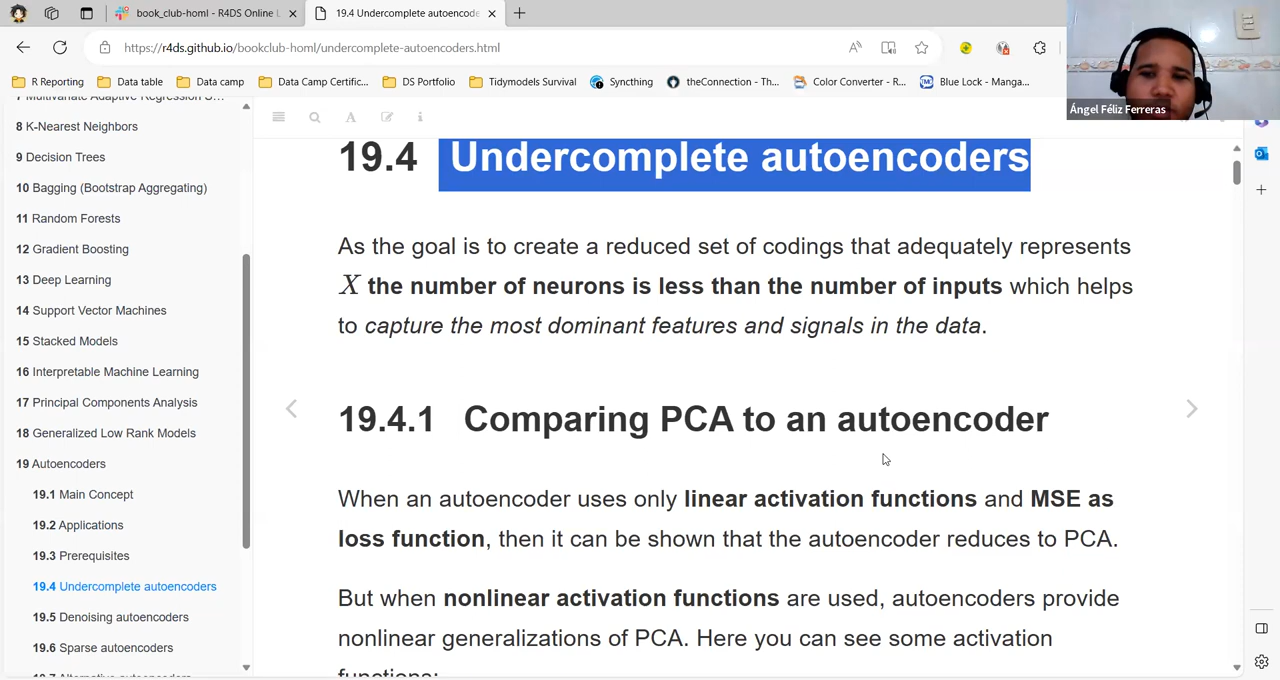 book_club-homl - R4DS Online L
19.4 Undercomplete autoencode
https://r4ds.github.io/bookclub-homl/undercomplete-autoencoders.html
R Reporting
Data table
Data camp
Data Camp Certific...
DS Portfolio
Tidymodels Survival
Syncthing
theConnection - Th...
Color Converter - R...
Blue Lock - Manga...
Ángel Féliz Ferreras
7 Multivariate Adaptive Regression S...
8 K-Nearest Neighbors
9 Decision Trees
10 Bagging (Bootstrap Aggregating)
11 Random Forests
12 Gradient Boosting
13 Deep Learning
14 Support Vector Machines
15 Stacked Models
16 Interpretable Machine Learning
17 Principal Components Analysis
18 Generalized Low Rank Models
19 Autoencoders
19.1 Main Concept
19.2 Applications
19.3 Prerequisites
19.4 Undercomplete autoencoders
19.5 Denoising autoencoders
19.6 Sparse autoencoders
19.7 Alternative autoencoders
19.4 Undercomplete autoencoders
As the goal is to create a reduced set of codings that adequately represents
X the number of neurons is less than the number of inputs which helps
to capture the most dominant features and signals in the data.
19.4.1 Comparing PCA to an autoencoder
When an autoencoder uses only linear activation functions and MSE as
loss function, then it can be shown that the autoencoder reduces to PCA.
But when nonlinear activation functions are used, autoencoders provide
nonlinear generalizations of PCA. Here you can see some activation
functions: